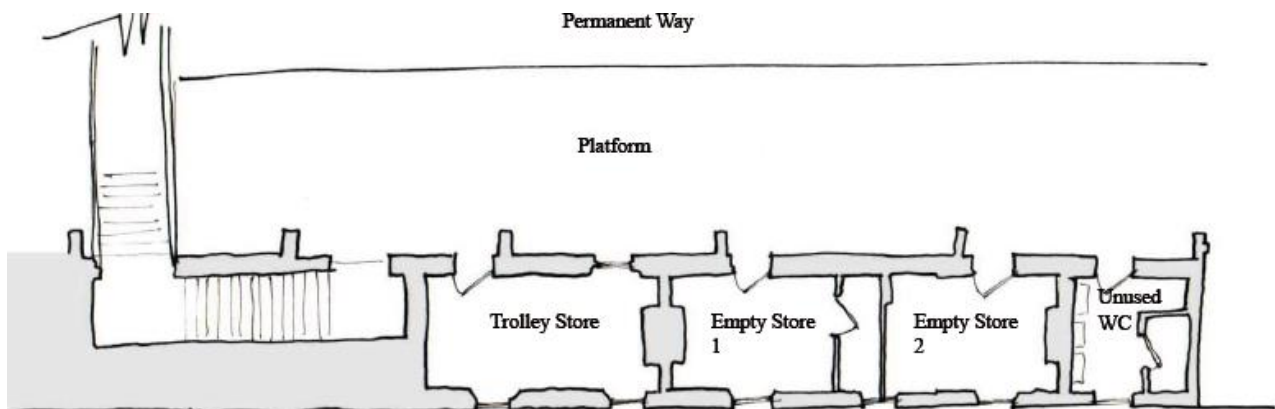 Permanent Way
Platform
Trolley Store
Empty Store
1
Empty Store
2
Unused
WC